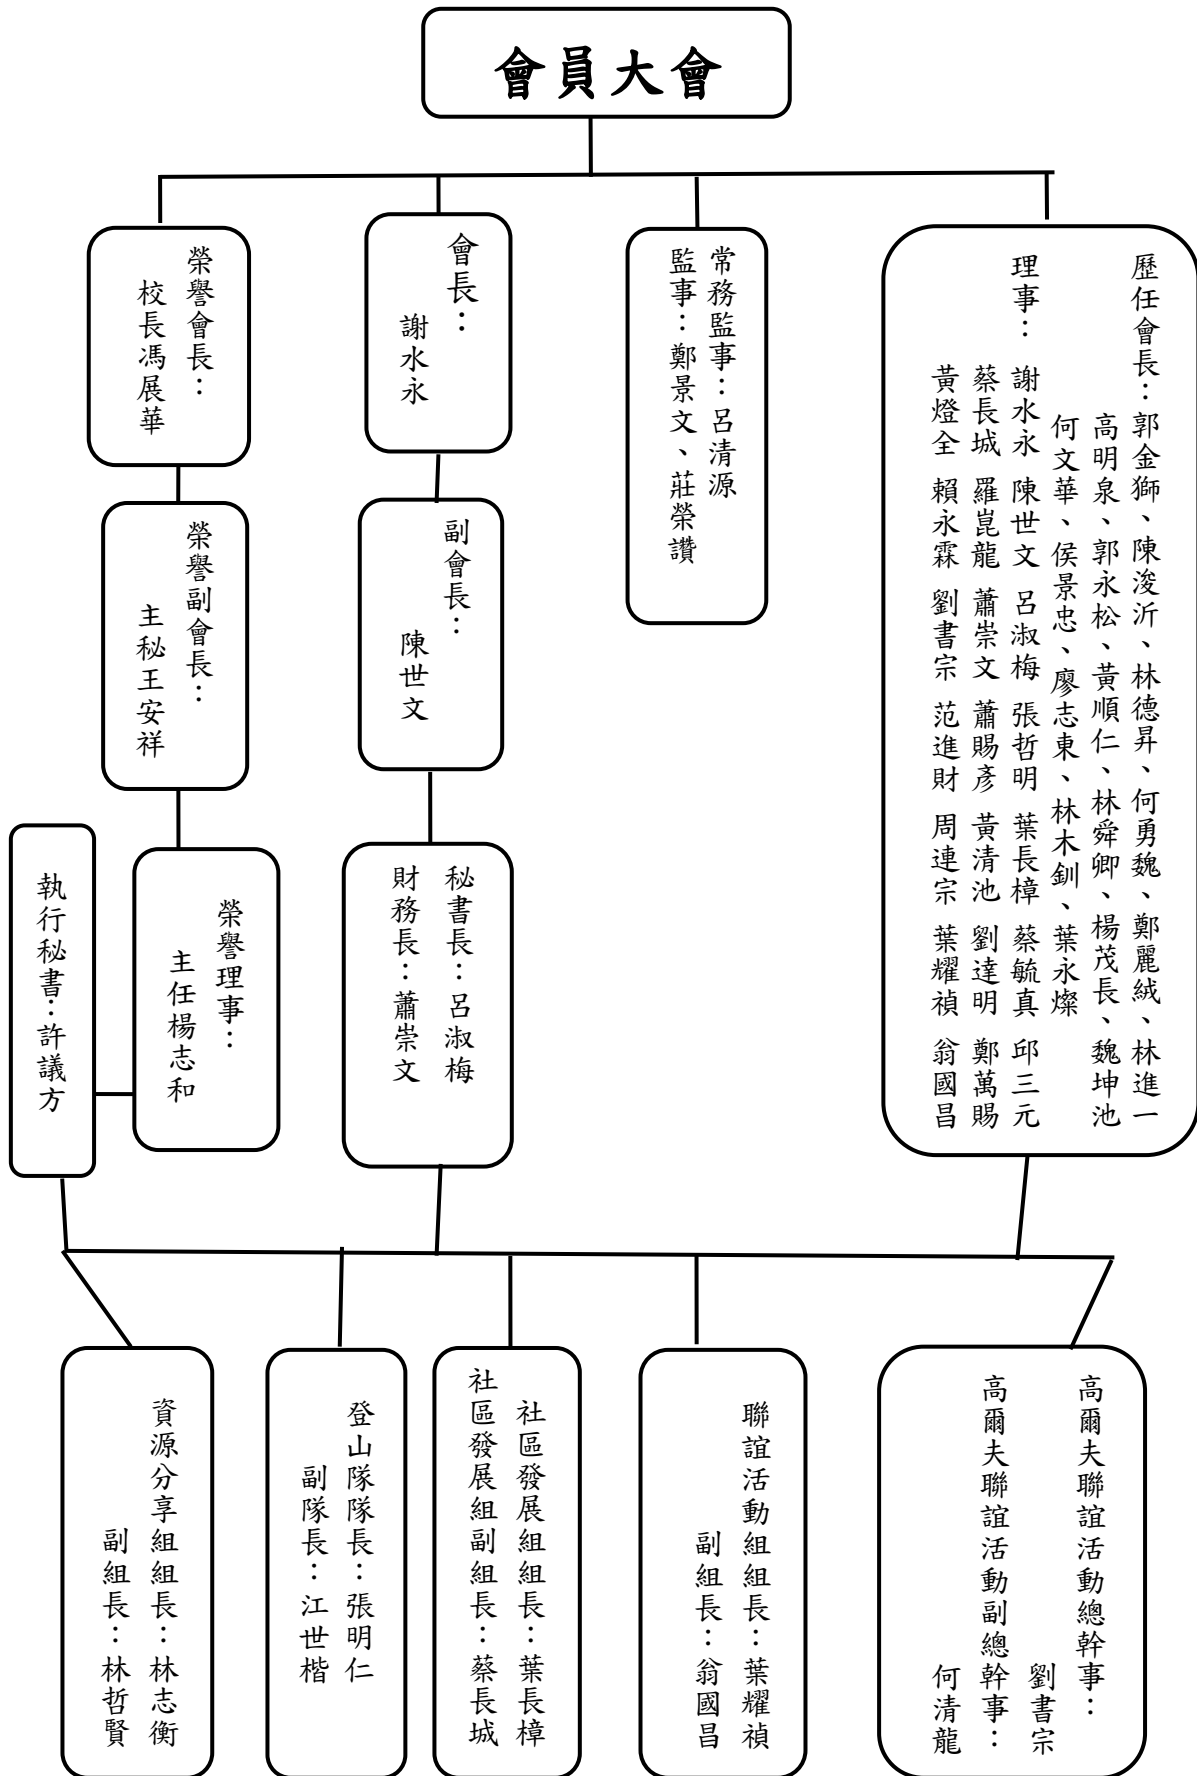 會員大會
榮譽會長：
校長馮展華
會長：
謝水永
常務監事：呂清源
監事：鄭景文、莊榮讚
歷任會長：郭金獅、陳浚沂、林德昇、何勇魏、鄭麗絨、林進一
高明泉、郭永松、黃順仁、林舜卿、楊茂長、魏坤池
何文華、侯景忠、廖志東、林木釧、葉永燦
理事：謝水永 陳世文 呂淑梅 張哲明 葉長樟 蔡毓真 邱三元
蔡長城 羅崑龍 蕭崇文 蕭賜彥 黃清池 劉達明 鄭萬賜
黃燈全 賴永霖 劉書宗 范進財 周連宗 葉耀禎 翁國昌
榮譽副會長：
主秘王安祥
副會長：
陳世文
榮譽理事：
主任楊志和
執行秘書：許議方
秘書長：呂淑梅
財務長：蕭崇文
資源分享組組長：林志衡
副組長：林哲賢
登山隊隊長：張明仁
副隊長：江世楷
社區發展組組長：葉長樟
社區發展組副組長：蔡長城
聯誼活動組組長：葉耀禎
副組長：翁國昌
高爾夫聯誼活動總幹事：
劉書宗
高爾夫聯誼活動副總幹事：
何清龍